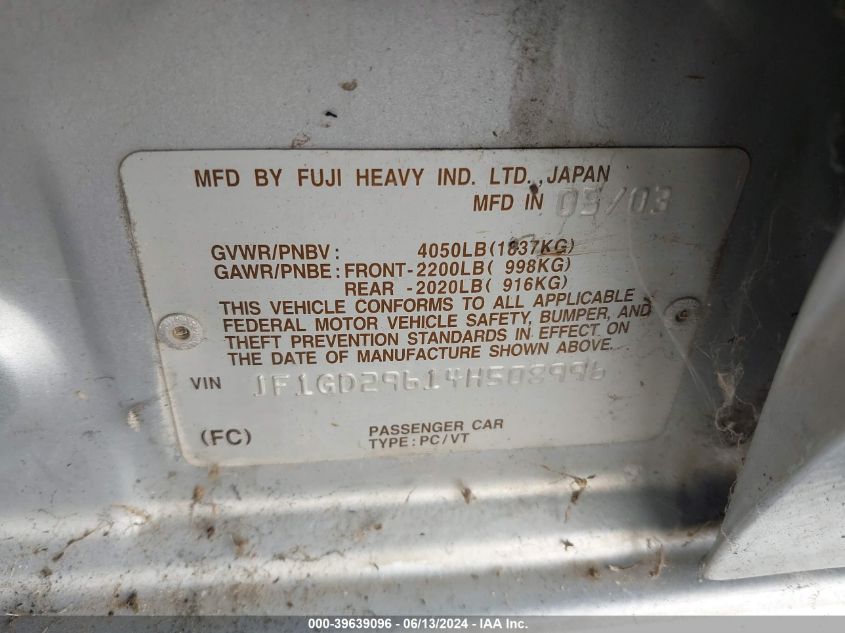 MFD BY FUJI HEAVY IND. LTD., JAPAN
MFD IN 05/03
GVWR/PNBV: 4050LB(1837KG)
GAWR/PNBE: FRONT-2200LB( 998KG)
REAR -2020LB( 916KG)
THIS VEHICLE CONFORMS TO ALL APPLICABLE
FEDERAL MOTOR VEHICLE SAFETY, BUMPER, AND
THEFT PREVENTION STANDARDS IN EFFECT ON
THE DATE OF MANUFACTURE SHOWN ABOVE.
VIN JF1GD29614H508996
(FC) PASSENGER CAR
TYPE: PC/VT
000-39639096 - 06/13/2024 - IAA Inc.